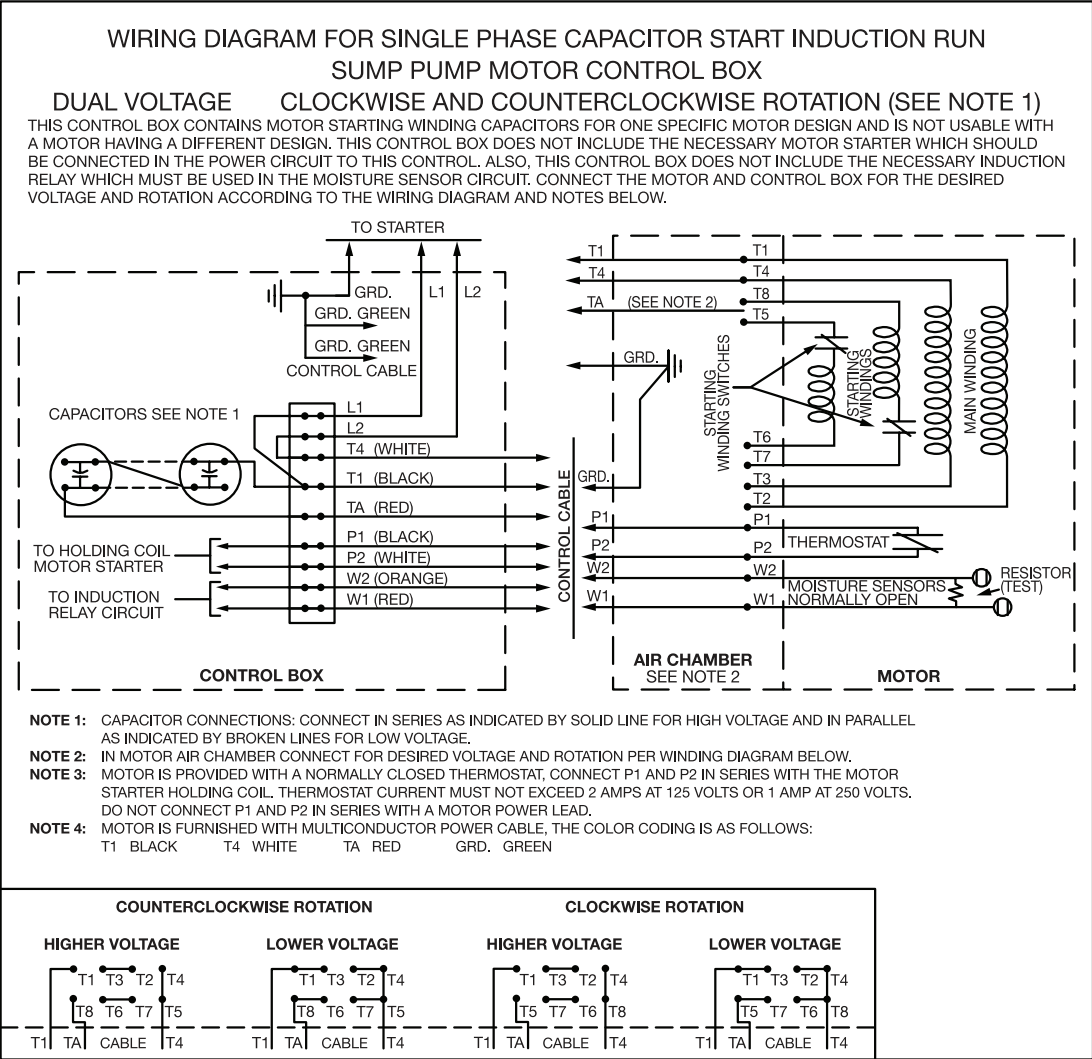 WIRING DIAGRAM FOR SINGLE PHASE CAPACITOR START INDUCTION RUN
SUMP PUMP MOTOR CONTROL BOX
DUAL VOLTAGE CLOCKWISE AND COUNTERCLOCKWISE ROTATION (SEE NOTE 1)
THIS CONTROL BOX CONTAINS MOTOR STARTING WINDING CAPACITORS FOR ONE SPECIFIC MOTOR DESIGN AND IS NOT USABLE WITH
A MOTOR HAVING A DIFFERENT DESIGN. THIS CONTROL BOX DOES NOT INCLUDE THE NECESSARY MOTOR STARTER WHICH SHOULD
BE CONNECTED IN THE POWER CIRCUIT TO THIS CONTROL. ALSO, THIS CONTROL BOX DOES NOT INCLUDE THE NECESSARY INDUCTION
RELAY WHICH MUST BE USED IN THE MOISTURE SENSOR CIRCUIT. CONNECT THE MOTOR AND CONTROL BOX FOR THE DESIRED
VOLTAGE AND ROTATION ACCORDING TO THE WIRING DIAGRAM AND NOTES BELOW.
TO STARTER
GRD.
L1
L2
GRD. GREEN
GRD. GREEN
CONTROL CABLE
CAPACITORS SEE NOTE 1
L1
L2
T4 (WHITE)
T1 (BLACK)
TA (RED)
P1 (BLACK)
P2 (WHITE)
W2 (ORANGE)
W1 (RED)
TO HOLDING COIL
MOTOR STARTER
TO INDUCTION
RELAY CIRCUIT
CONTROL BOX
CONTROL CABLE
T1
T4
TA (SEE NOTE 2)
GRD.
GRD.
P1
P2
W2
W1
AIR CHAMBER
SEE NOTE 2
T1
T4
T8
T5
STARTING
WINDING SWITCHES
STARTING
WINDINGS
MAIN WINDING
T6
T7
T3
T2
P1
THERMOSTAT
P2
W2
MOISTURE SENSORS
W1 NORMALLY OPEN
RESISTOR
(TEST)
MOTOR
NOTE 1: CAPACITOR CONNECTIONS: CONNECT IN SERIES AS INDICATED BY SOLID LINE FOR HIGH VOLTAGE AND IN PARALLEL
AS INDICATED BY BROKEN LINES FOR LOW VOLTAGE.
NOTE 2: IN MOTOR AIR CHAMBER CONNECT FOR DESIRED VOLTAGE AND ROTATION PER WINDING DIAGRAM BELOW.
NOTE 3: MOTOR IS PROVIDED WITH A NORMALLY CLOSED THERMOSTAT, CONNECT P1 AND P2 IN SERIES WITH THE MOTOR
STARTER HOLDING COIL. THERMOSTAT CURRENT MUST NOT EXCEED 2 AMPS AT 125 VOLTS OR 1 AMP AT 250 VOLTS.
DO NOT CONNECT P1 AND P2 IN SERIES WITH A MOTOR POWER LEAD.
NOTE 4: MOTOR IS FURNISHED WITH MULTICONDUCTOR POWER CABLE, THE COLOR CODING IS AS FOLLOWS:
T1 BLACK T4 WHITE TA RED GRD. GREEN
COUNTERCLOCKWISE ROTATION
HIGHER VOLTAGE
T1 T3 T2 T4
T8 T6 T7 T5
T1 TA CABLE T4
LOWER VOLTAGE
T1 T3 T2 T4
T8 T6 T7 T5
T1 TA CABLE T4
CLOCKWISE ROTATION
HIGHER VOLTAGE
T1 T3 T2 T4
T5 T7 T6 T8
T1 TA CABLE T4
LOWER VOLTAGE
T1 T3 T2 T4
T5 T7 T6 T8
T1 TA CABLE T4